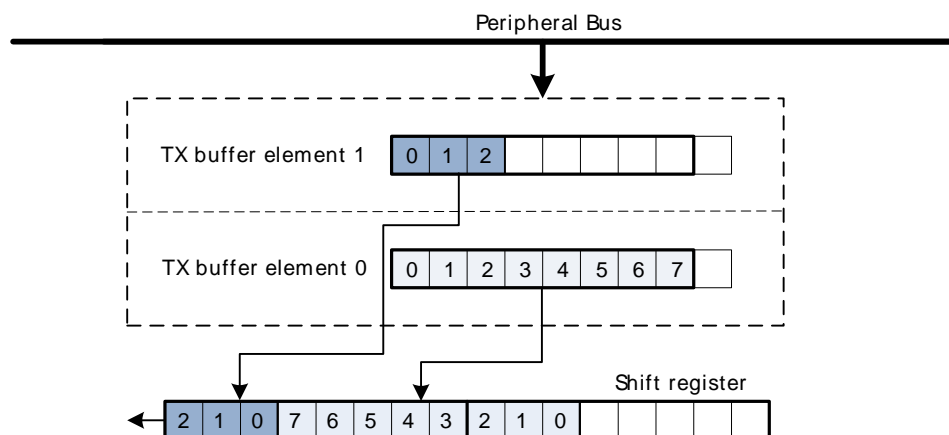 Peripheral Bus
TX buffer element 1
0 1 2
TX buffer element 0
0 1 2 3 4 5 6 7
Shift register
2 1 0 7 6 5 4 3 2 1 0